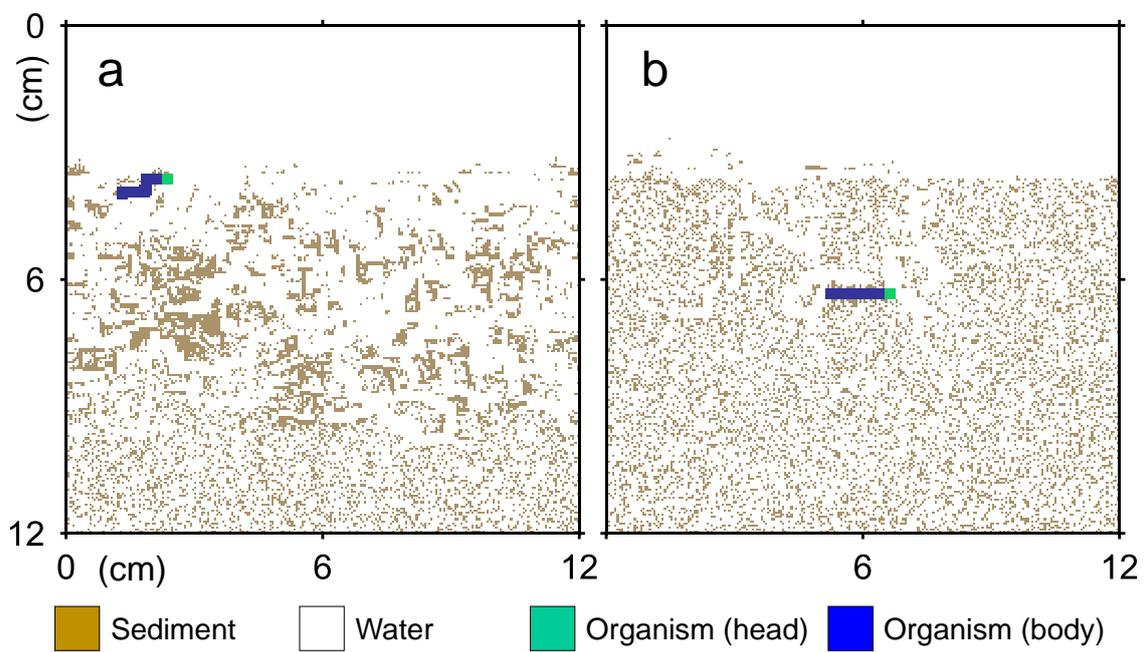 0
(cm)
a
b
6
12
0 (cm) 6 12
6 12
Sediment Water Organism (head) Organism (body)